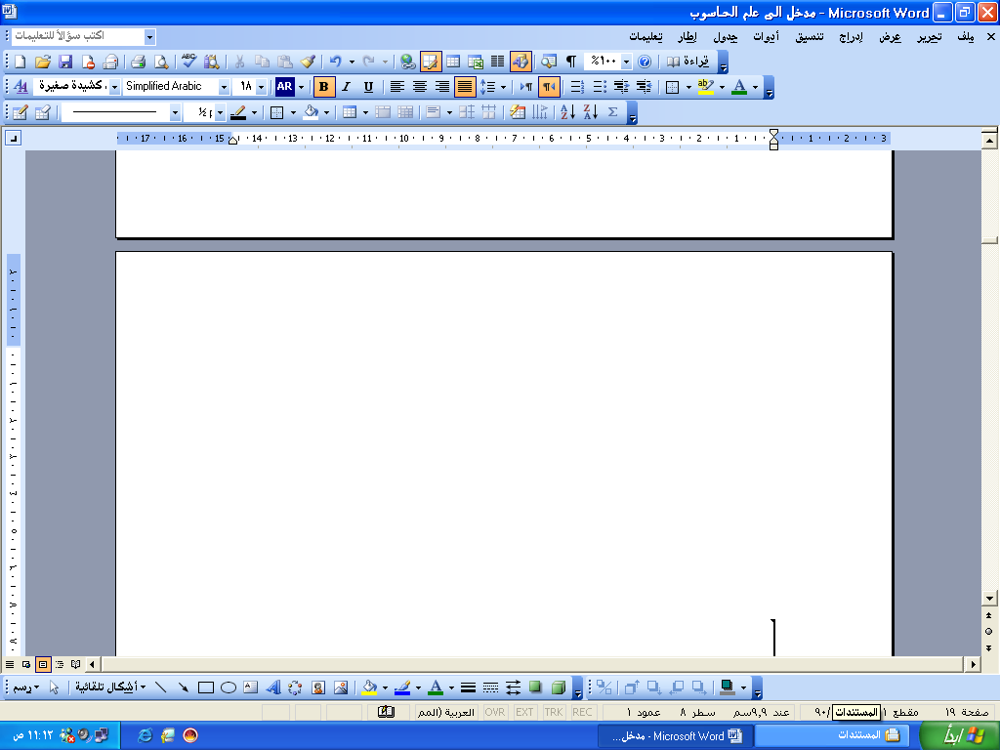 مدخل الى علم الحاسوب - Microsoft Word
ملف تحرير عرض إدراج تنسيق أدوات جدول إطار تعليمات
اكتب سؤالاً للتعليمات
١٠٠% قراءة
كشيدة صغيرة Simplified Arabic ١٨ AR B I U
½
17 16 15 14 13 12 11 10 9 8 7 6 5 4 3 2 1 1 2 3
رسم أشكال تلقائية
صفحة ١٩ مقطع ١ ٩٠/ عند ٩,٩سم سطر ٨ عمود ١ REC TRK EXT OVR العربية (المم
المستندات
ابدأ
المستندات
مدخل... - Microsoft Word
١١:١٢ ص